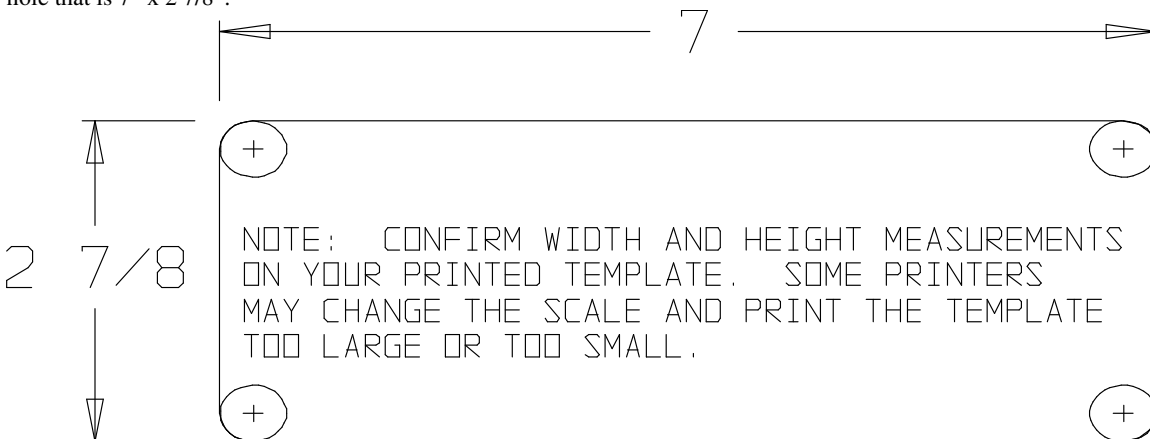 hole that is 7" x 2 7/8".
7
2 7/8
NOTE: CONFIRM WIDTH AND HEIGHT MEASUREMENTS
ON YOUR PRINTED TEMPLATE. SOME PRINTERS
MAY CHANGE THE SCALE AND PRINT THE TEMPLATE
TOO LARGE OR TOO SMALL.